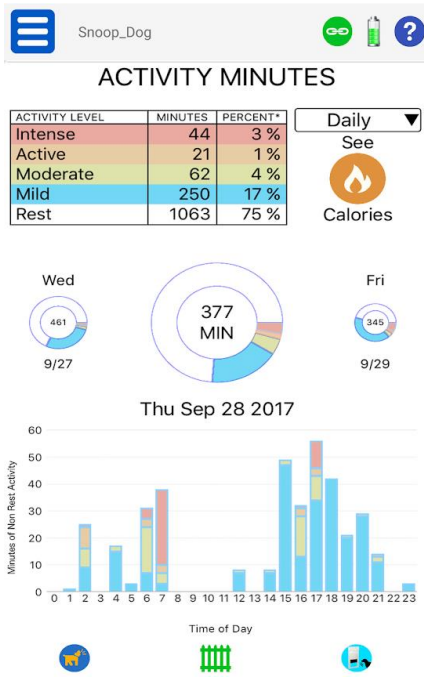 Snoop_Dog
?
ACTIVITY MINUTES
ACTIVITY LEVEL MINUTES PERCENT*
Intense 44 3 %
Active 21 1 %
Moderate 62 4 %
Mild 250 17 %
Rest 1063 75 %
Daily ▼
See
Calories
Wed
461
9/27
377
MIN
Fri
345
9/29
Thu Sep 28 2017
Minutes of Non Rest Activity
60
50
40
30
20
10
0
0 1 2 3 4 5 6 7 8 9 10 11 12 13 14 15 16 17 18 19 20 21 22 23
Time of Day